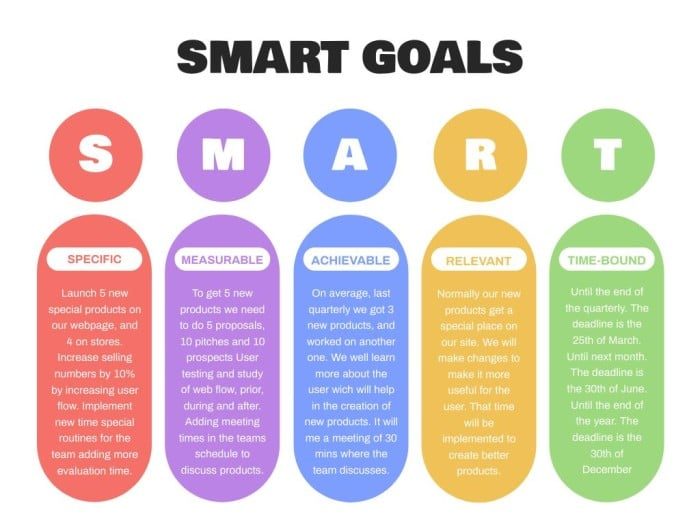 SMART GOALS
S
M
A
R
T
SPECIFIC
Launch 5 new
special products on
our webpage, and
4 on stores.
Increase selling
numbers by 10%
by increasing user
flow. Implement
new time special
routines for the
team adding more
evaluation time.
MEASURABLE
To get 5 new
products we need
to do 5 proposals,
10 pitches and 10
prospects User
testing and study
of web flow, prior,
during and after.
Adding meeting
times in the teams
schedule to
discuss products.
ACHIEVABLE
On average, last
quarterly we got 3
new products, and
worked on another
one. We well learn
more about the
user wich will help
in the creation of
new products. It will
me a meeting of 30
mins where the
team discusses.
RELEVANT
Normally our new
products get a
special place on
our site. We will
make changes to
make it more
useful for the
user. That time
will be
implemented to
create better
products.
TIME-BOUND
Until the end of
the quarterly. The
deadline is the
25th of March.
Until next month.
The deadline is
the 30th of June.
Until the end of
the year. The
deadline is the
30th of
December